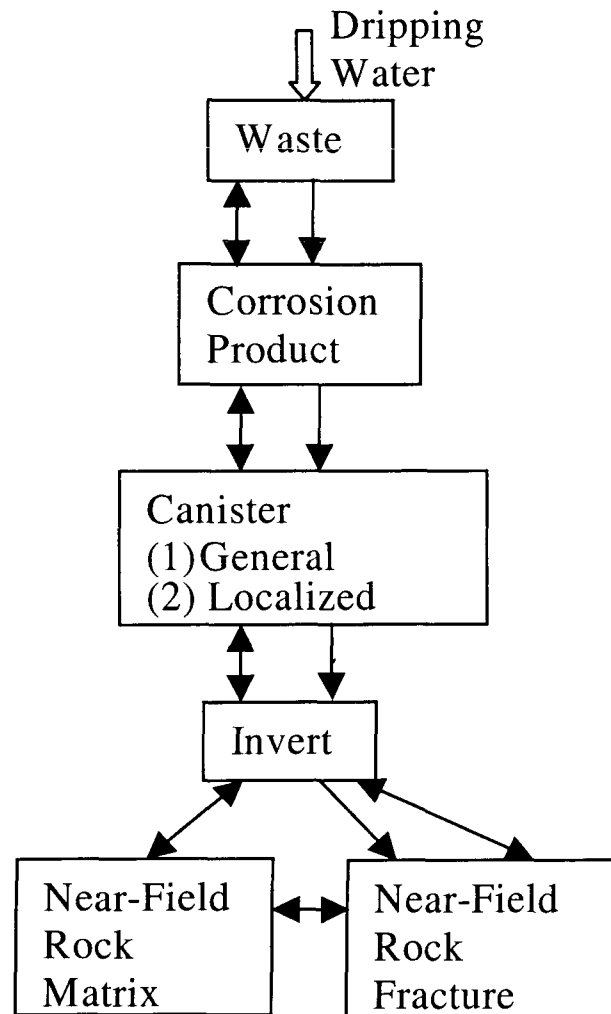 Dripping
Water
Waste
Corrosion
Product
Canister
(1)General
(2) Localized
Invert
Near-Field
Rock
Matrix
Near-Field
Rock
Fracture